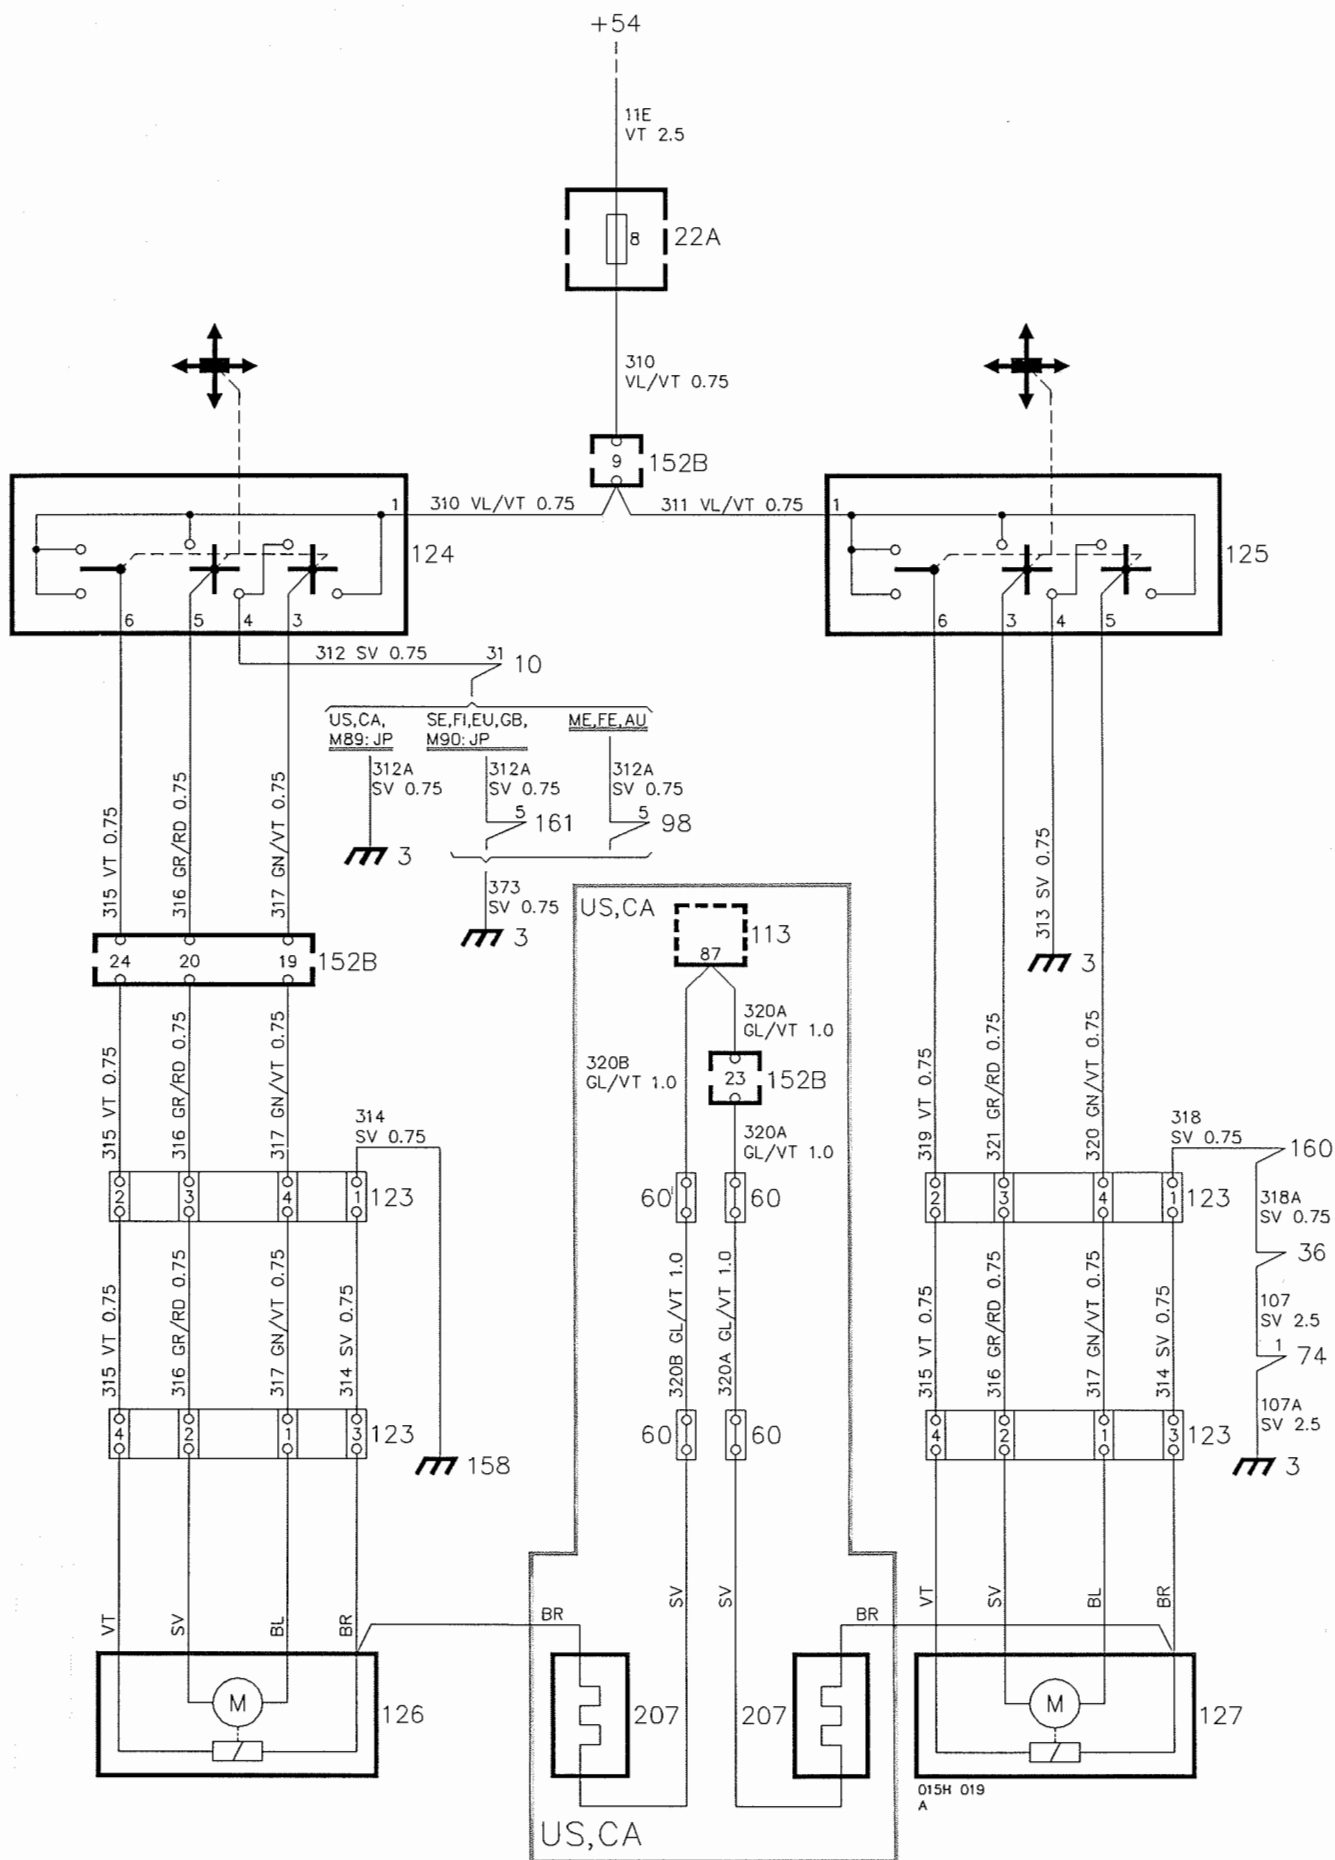 +54
11E
VT 2.5
8
22A
310
VL/VT 0.75
9
152B
1
310 VL/VT 0.75
311 VL/VT 0.75
1
124
125
6
5
4
3
6
3
4
5
312 SV 0.75
31
10
US,CA,
M89:JP
SE,FI,EU,GB,
M90:JP
ME,FE,AU
312A
SV 0.75
312A
SV 0.75
312A
SV 0.75
5
161
5
98
3
373
SV 0.75
3
315 VT 0.75
316 GR/RD 0.75
317 GN/VT 0.75
313 SV 0.75
3
24
20
19
152B
US,CA
113
87
320A
GL/VT 1.0
320B
GL/VT 1.0
23
152B
320A
GL/VT 1.0
315 VT 0.75
316 GR/RD 0.75
317 GN/VT 0.75
314
SV 0.75
319 VT 0.75
321 GR/RD 0.75
320 GN/VT 0.75
318
SV 0.75
160
2
3
4
1
123
60
60
2
3
4
1
123
318A
SV 0.75
36
315 VT 0.75
316 GR/RD 0.75
317 GN/VT 0.75
314 SV 0.75
320B GL/VT 1.0
320A GL/VT 1.0
315 VT 0.75
316 GR/RD 0.75
317 GN/VT 0.75
314 SV 0.75
107
SV 2.5
1
74
107A
SV 2.5
3
4
2
1
3
123
158
60
60
4
2
1
3
123
VT
SV
BL
BR
BR
SV
SV
BR
VT
SV
BL
BR
M
126
207
207
M
127
015H 019
A
US,CA